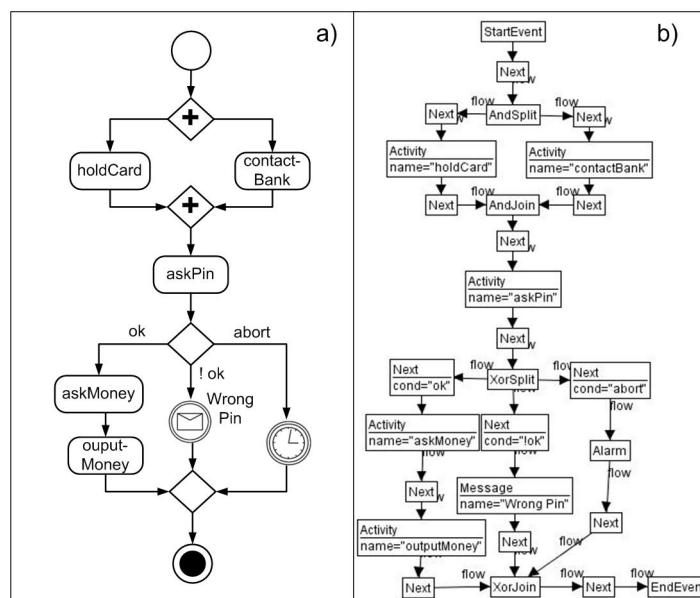 a)
+
holdCard
contact-
Bank
+
askPin
ok
abort
! ok
askMoney
Wrong
Pin
ouput-
Money
b)
StartEvent
Next
flow
flow
flow
Next
AndSplit
Next
Activity
name="holdCard"
Activity
name="contactBank"
Next
flow
AndJoin
flow
Next
Next
Activity
name="askPin"
Next
Next
cond="ok"
flow
XorSplit
flow
Next
cond="abort"
Activity
name="askMoney"
Next
cond="!ok"
flow
flow
Alarm
Next
Message
name="Wrong Pin"
flow
Activity
name="outputMoney"
Next
Next
flow
flow
Next
flow
XorJoin
flow
Next
flow
EndEvent